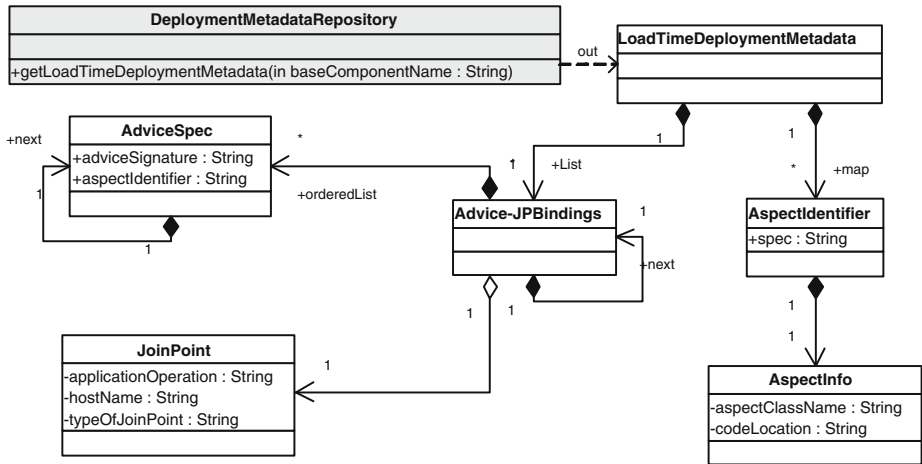 DeploymentMetadataRepository
+getLoadTimeDeploymentMetadata(in baseComponentName : String)
out
LoadTimeDeploymentMetadata
1
1
+next
AdviceSpec
+adviceSignature : String
+aspectIdentifier : String
1
1
*
+orderedList
1
+List
*
+map
Advice-JPBindings
1
+next
1
1
AspectIdentifier
+spec : String
1
1
JoinPoint
-applicationOperation : String
-hostName : String
-typeOfJoinPoint : String
1
AspectInfo
-aspectClassName : String
-codeLocation : String